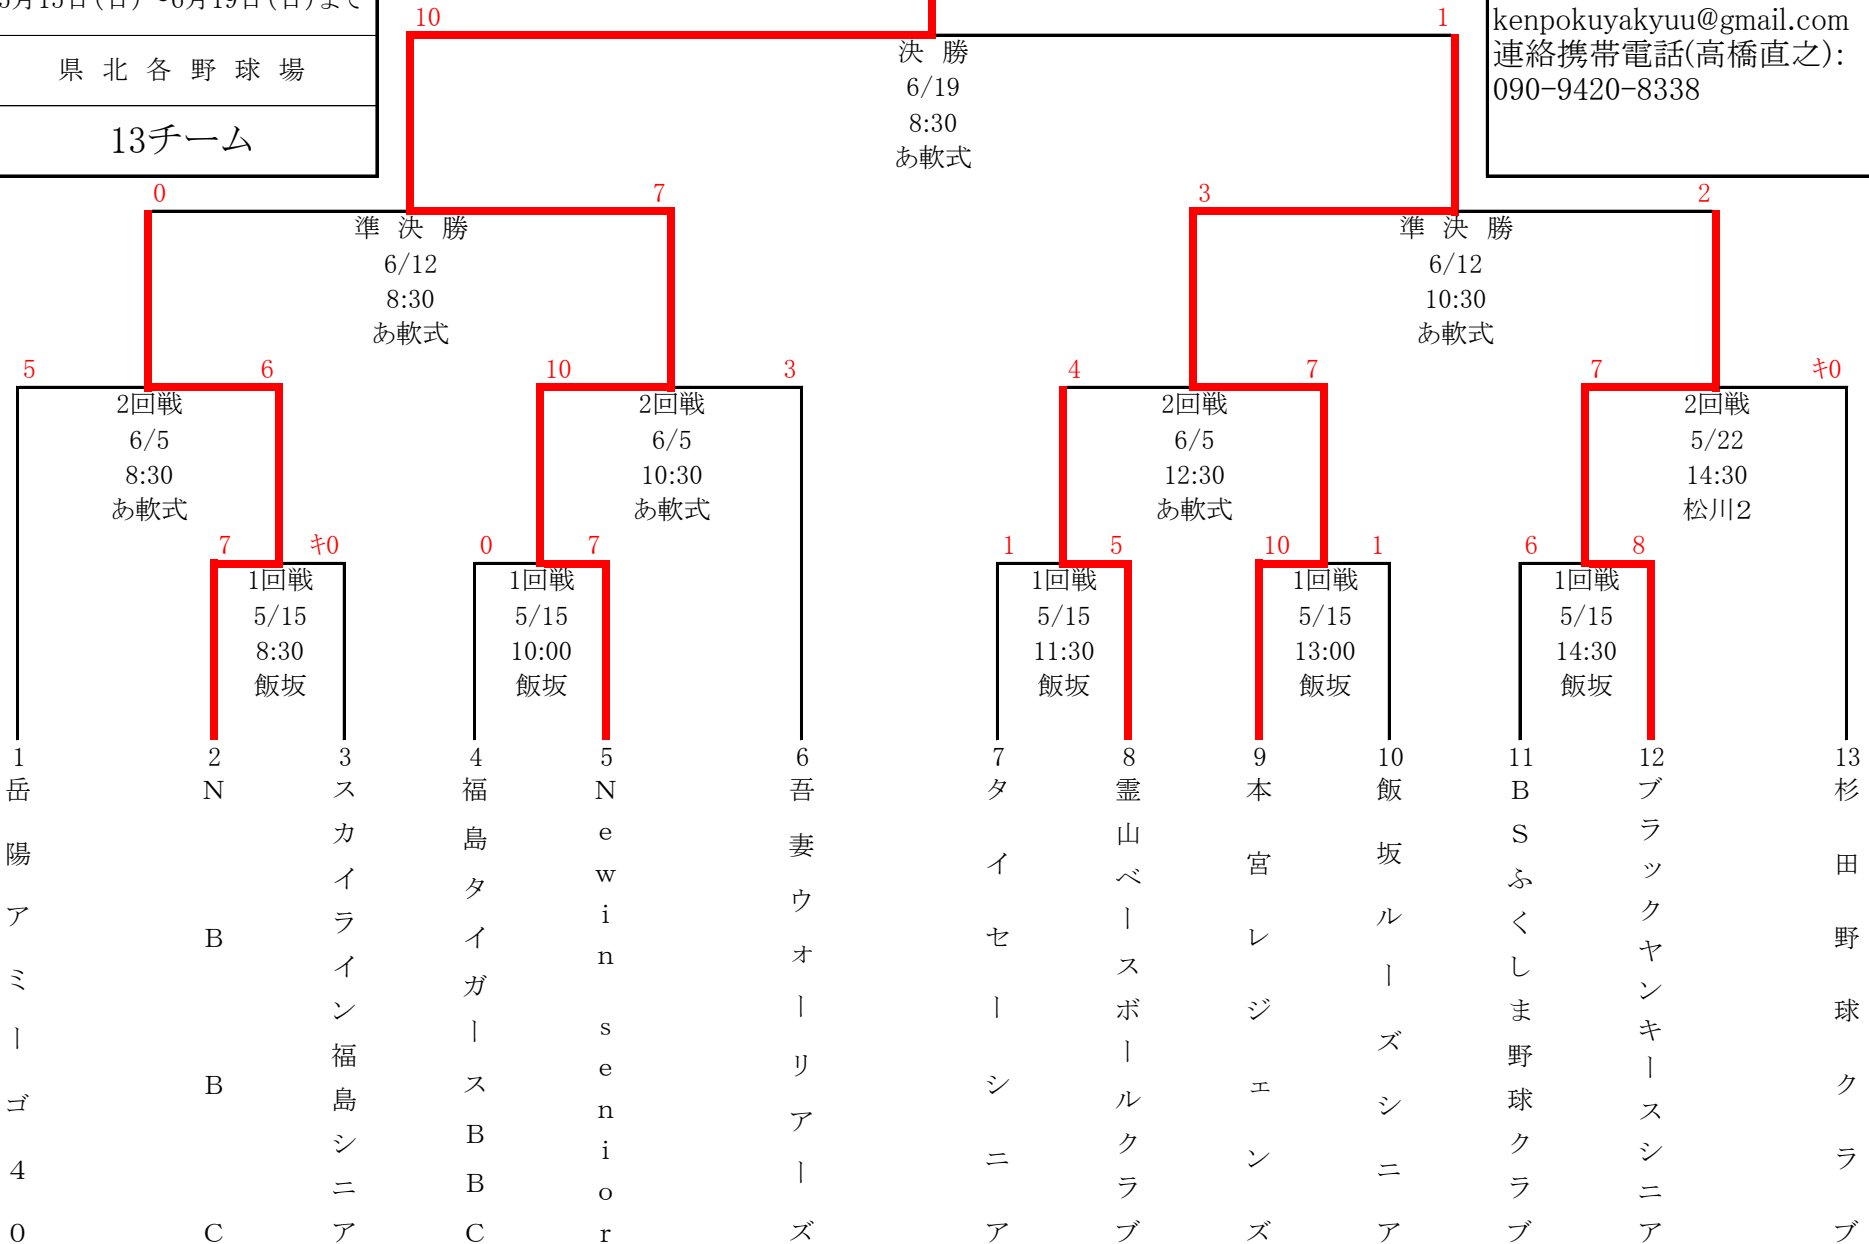 5月15日(日)~6月19日(日)まで
県北各野球場
13チーム
kenpokuyakyuu@gmail.com
連絡携帯電話(高橋直之):
090-9420-8338
10
1
決勝
6/19
8:30
あ軟式
0
7
準決勝
6/12
8:30
あ軟式
3
2
準決勝
6/12
10:30
あ軟式
5
6
2回戦
6/5
8:30
あ軟式
10
3
2回戦
6/5
10:30
あ軟式
4
7
2回戦
6/5
12:30
あ軟式
7
キ0
2回戦
5/22
14:30
松川2
7
キ0
1回戦
5/15
8:30
飯坂
0
7
1回戦
5/15
10:00
飯坂
1
5
1回戦
5/15
11:30
飯坂
10
1
1回戦
5/15
13:00
飯坂
6
8
1回戦
5/15
14:30
飯坂
1
岳陽アミーゴ40
2
NBBC
3
スカイライン福島シニア
4
福島タイガースBBC
5
Newin senior
6
吾妻ウォーリアーズ
7
タイセーシニア
8
霊山ベースボールクラブ
9
本宮レジェンズ
10
飯坂ルーズシニア
11
BSふくしま野球クラブ
12
ブラックヤンキースシニア
13
杉田野球クラブ